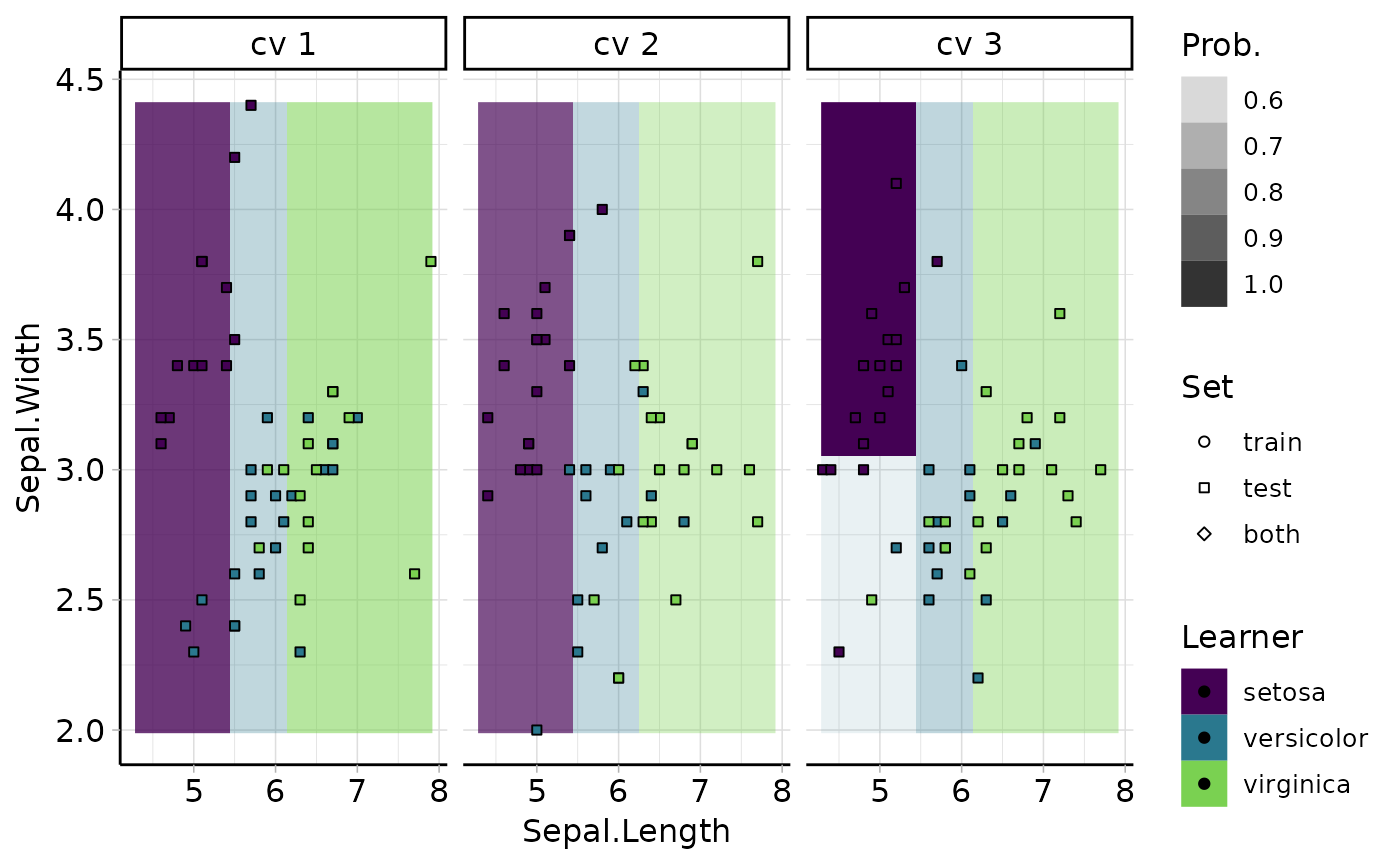 cv 1
cv 2
cv 3
4.5
4.0
3.5
3.0
2.5
2.0
Sepal.Width
5 6 7 8
5 6 7 8
5 6 7 8
Sepal.Length
Prob.
0.6
0.7
0.8
0.9
1.0
Set
train
test
both
Learner
setosa
versicolor
virginica